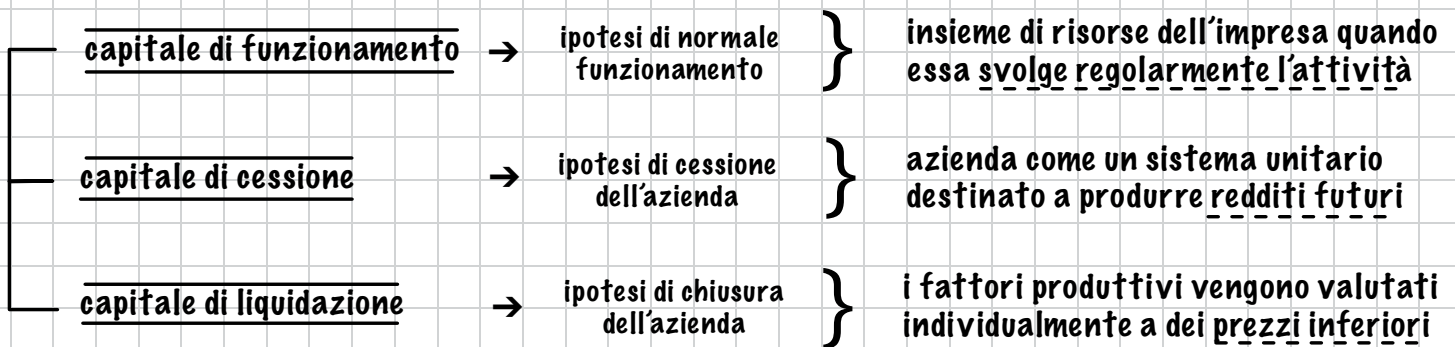 capitale di funzionamento → ipotesi di normale funzionamento } insieme di risorse dell'impresa quando
essa svolge regolarmente l'attività
capitale di cessione → ipotesi di cessione dell'azienda } azienda come un sistema unitario
destinato a produrre redditi futuri
capitale di liquidazione → ipotesi di chiusura dell'azienda } i fattori produttivi vengono valutati
individualmente a dei prezzi inferiori